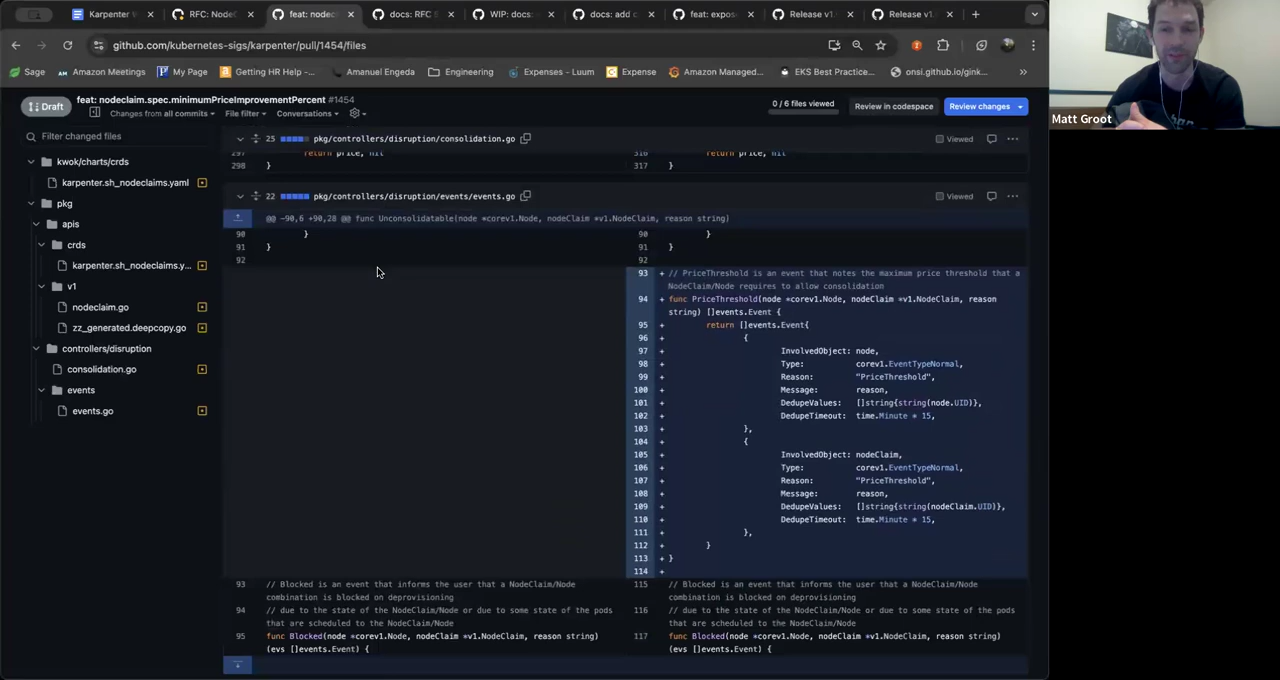 Karpenter W
RFC: Node
feat: nodecl
docs: RFC
WIP: docs:
docs: add c
feat: expos
Release v1.
Release v1.
github.com/kubernetes-sigs/karpenter/pull/1454/files
Sage
Amazon Meetings
My Page
Getting HR Help -...
Amanuel Engeda
Engineering
Expenses - Luum
Expense
Amazon Managed...
EKS Best Practice...
onsi.github.io/gink...
»
Draft
feat: nodeclaim.spec.minimumPriceImprovementPercent #1454
Changes from all commits
File filter
Conversations
0 / 6 files viewed
Review in codespace
Review changes
Matt Groot
Filter changed files
kwok/charts/crds
karpenter.sh_nodeclaims.yaml
pkg
apis
crds
karpenter.sh_nodeclaims.y...
v1
nodeclaim.go
zz_generated.deepcopy.go
controllers/disruption
consolidation.go
events
events.go
25 pkg/controllers/disruption/consolidation.go
Viewed
297 return price, nil
316 return price, nil
298 }
317 }
22 pkg/controllers/disruption/events/events.go
Viewed
@@ -90,6 +90,28 @@ func Unconsolidatable(node *corev1.Node, nodeClaim *v1.NodeClaim, reason string)
90 }
90 }
91 }
91 }
92
92
93 + // PriceThreshold is an event that notes the maximum price threshold that a
NodeClaim/Node requires to allow consolidation
94 + func PriceThreshold(node *corev1.Node, nodeClaim *v1.NodeClaim, reason
string) []events.Event {
95 + return []events.Event{
96 + {
97 + InvolvedObject: node,
98 + Type: corev1.EventTypeNormal,
99 + Reason: "PriceThreshold",
100 + Message: reason,
101 + DedupeValues: []string{string(node.UID)},
102 + DedupeTimeout: time.Minute * 15,
103 + },
104 + {
105 + InvolvedObject: nodeClaim,
106 + Type: corev1.EventTypeNormal,
107 + Reason: "PriceThreshold",
108 + Message: reason,
109 + DedupeValues: []string{string(nodeClaim.UID)},
110 + DedupeTimeout: time.Minute * 15,
111 + },
112 + }
113 + }
114 +
93 // Blocked is an event that informs the user that a NodeClaim/Node
combination is blocked on deprovisioning
94 // due to the state of the NodeClaim/Node or due to some state of the pods
that are scheduled to the NodeClaim/Node
95 func Blocked(node *corev1.Node, nodeClaim *v1.NodeClaim, reason string)
(evs []events.Event) {
115 // Blocked is an event that informs the user that a NodeClaim/Node
combination is blocked on deprovisioning
116 // due to the state of the NodeClaim/Node or due to some state of the pods
that are scheduled to the NodeClaim/Node
117 func Blocked(node *corev1.Node, nodeClaim *v1.NodeClaim, reason string)
(evs []events.Event) {